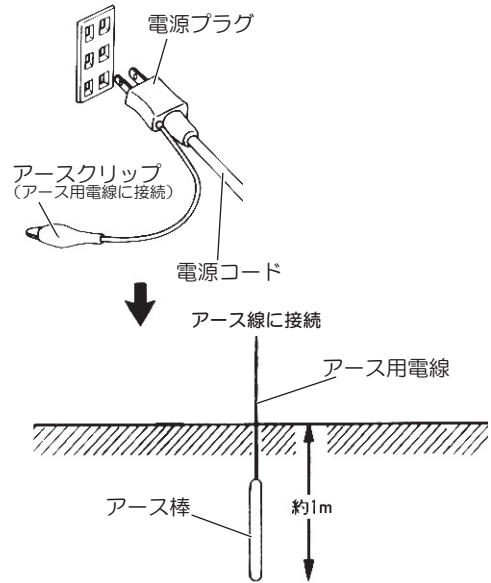 電源プラグ
アースクリップ
（アース用電線に接続）
電源コード
アース線に接続
アース用電線
アース棒
約1m